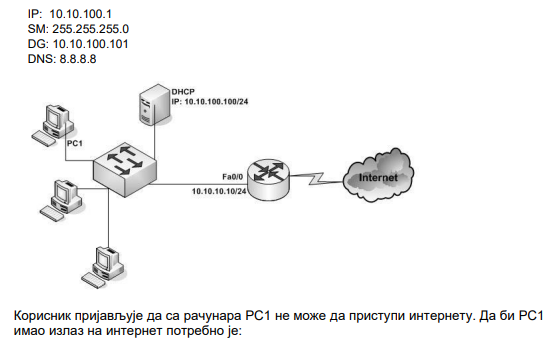 IP: 10.10.100.1
SM: 255.255.255.0
DG: 10.10.100.101
DNS: 8.8.8.8
DHCP
IP: 10.10.100.100/24
PC1
Fa0/0
10.10.10.10/24
Internet
Корисник пријављује да са рачунара PC1 не може да приступи интернету. Да би PC1
имао излаз на интернет потребно је: